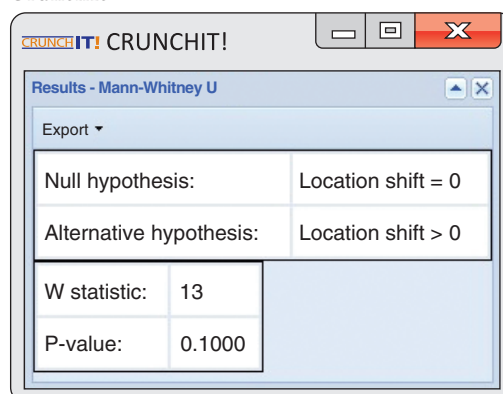 CRUNCHIT! CRUNCHIT!
Results - Mann-Whitney U
Export
Null hypothesis: Location shift = 0
Alternative hypothesis: Location shift > 0
W statistic: 13
P-value: 0.1000